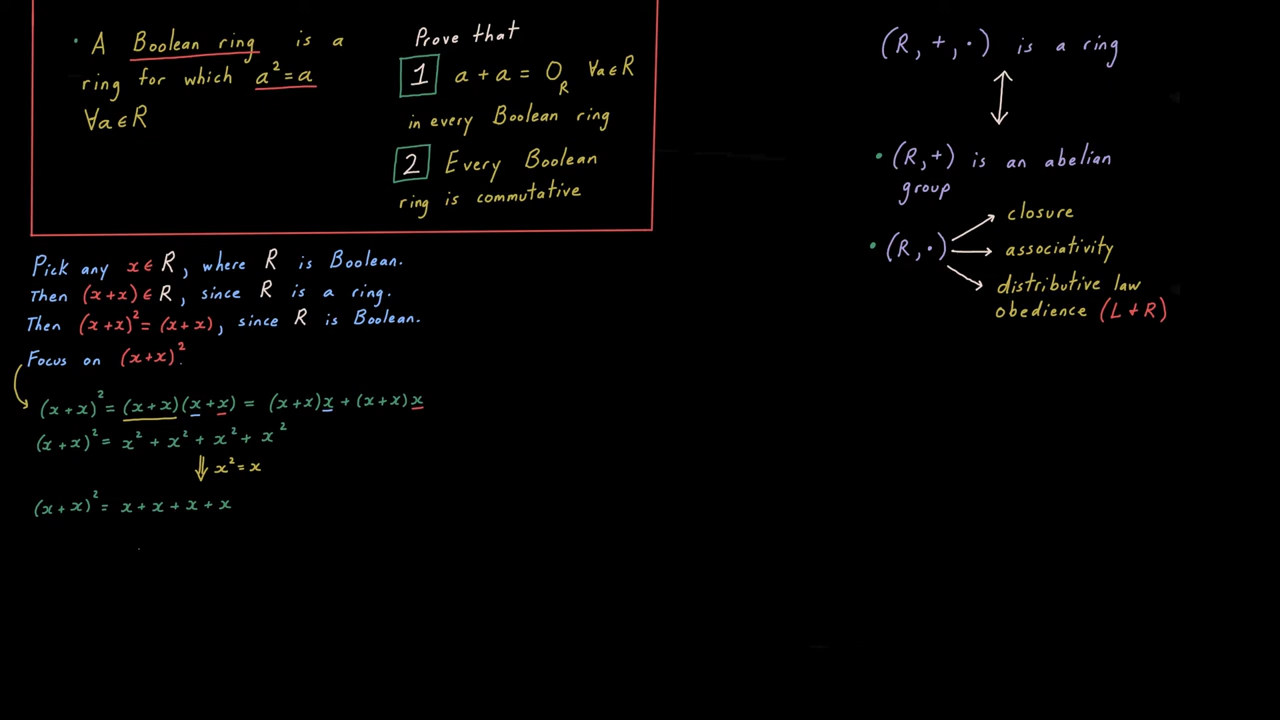 • A Boolean ring is a
ring for which a²=a
∀a∈R
Prove that
1 a + a = 0_R ∀a∈R
in every Boolean ring
2 Every Boolean
ring is commutative
(R, +, ·) is a ring
• (R, +) is an abelian
group
• (R, ·)
closure
associativity
distributive law
obedience (L + R)
Pick any x∈R, where R is Boolean.
Then (x+x)∈R, since R is a ring.
Then (x+x)²=(x+x), since R is Boolean.
Focus on (x+x)².
(x+x)² = (x+x)(x+x) = (x+x)x + (x+x)x
(x+x)² = x² + x² + x² + x²
⇓ x²=x
(x+x)² = x + x + x + x